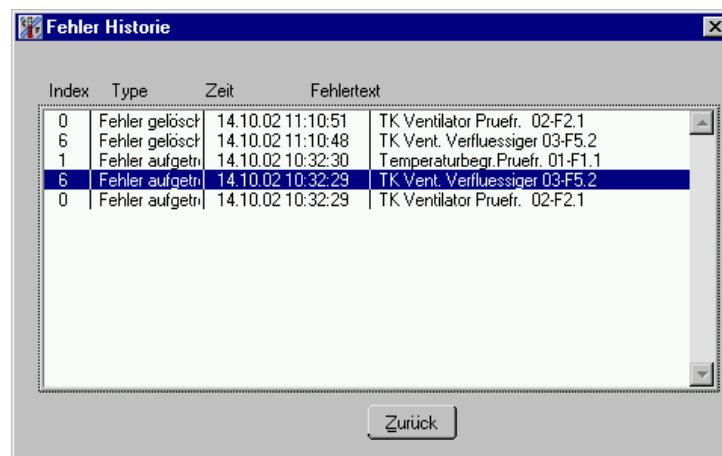 Fehler Historie
Index Type Zeit Fehlertext
0 Fehler gelösch 14.10.02 11:10:51 TK Ventilator Pruefr. 02-F2.1
6 Fehler gelösch 14.10.02 11:10:48 TK Vent. Verfluessiger 03-F5.2
1 Fehler aufgetr 14.10.02 10:32:30 Temperaturbegr.Pruefr. 01-F1.1
6 Fehler aufgetr 14.10.02 10:32:29 TK Vent. Verfluessiger 03-F5.2
0 Fehler aufgetr 14.10.02 10:32:29 TK Ventilator Pruefr. 02-F2.1
Zurück